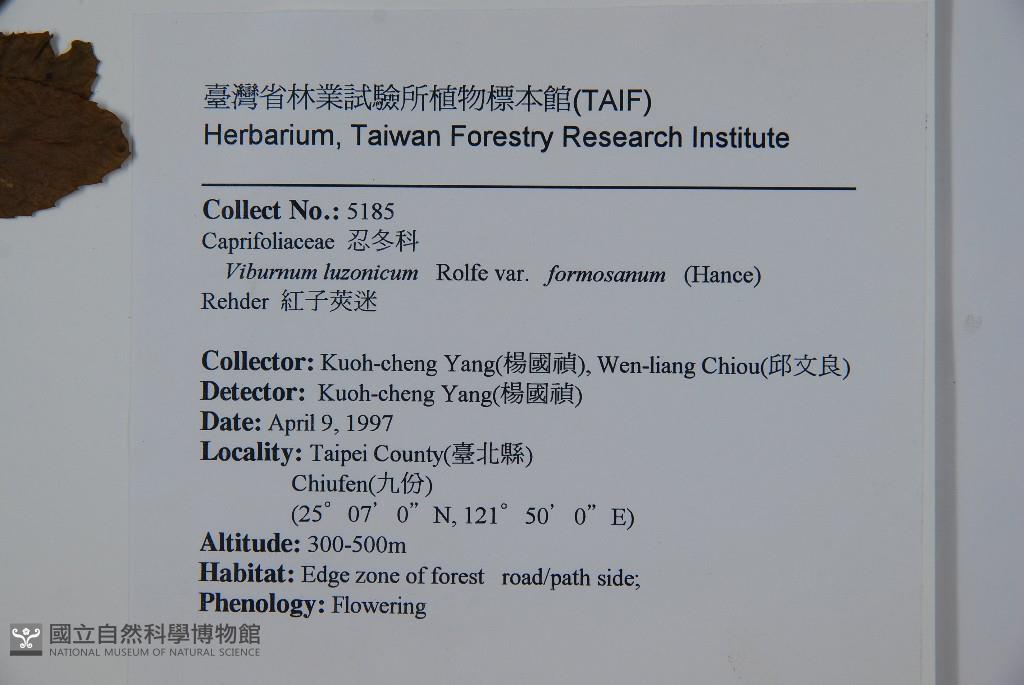 臺灣省林業試驗所植物標本館(TAIF)
Herbarium, Taiwan Forestry Research Institute
Collect No.: 5185
Caprifoliaceae 忍冬科
Viburnum luzonicum Rolfe var. formosanum (Hance)
Rehder 紅子莢迷
Collector: Kuoh-cheng Yang(楊國禎), Wen-liang Chiou(邱文良)
Detector: Kuoh-cheng Yang(楊國禎)
Date: April 9, 1997
Locality: Taipei County(臺北縣)
Chiufen(九份)
(25° 07’ 0” N, 121° 50’ 0” E)
Altitude: 300-500m
Habitat: Edge zone of forest road/path side;
Phenology: Flowering
國立自然科學博物館
NATIONAL MUSEUM OF NATURAL SCIENCE